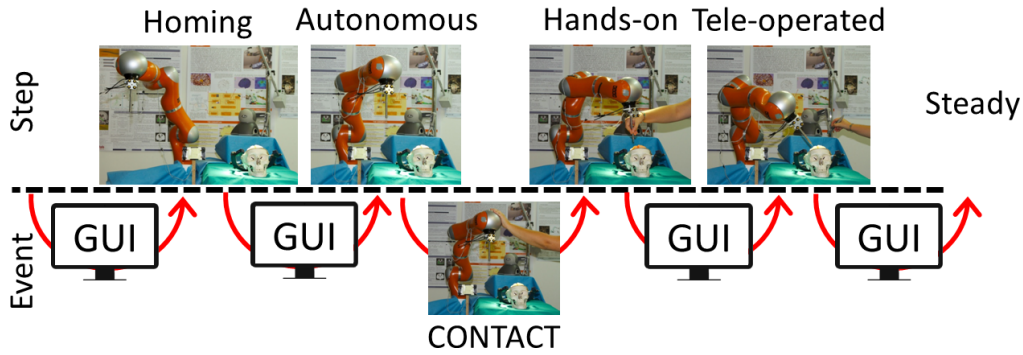 Homing
Autonomous
Hands-on
Tele-operated
Step
Steady
Event
GUI
GUI
GUI
GUI
CONTACT